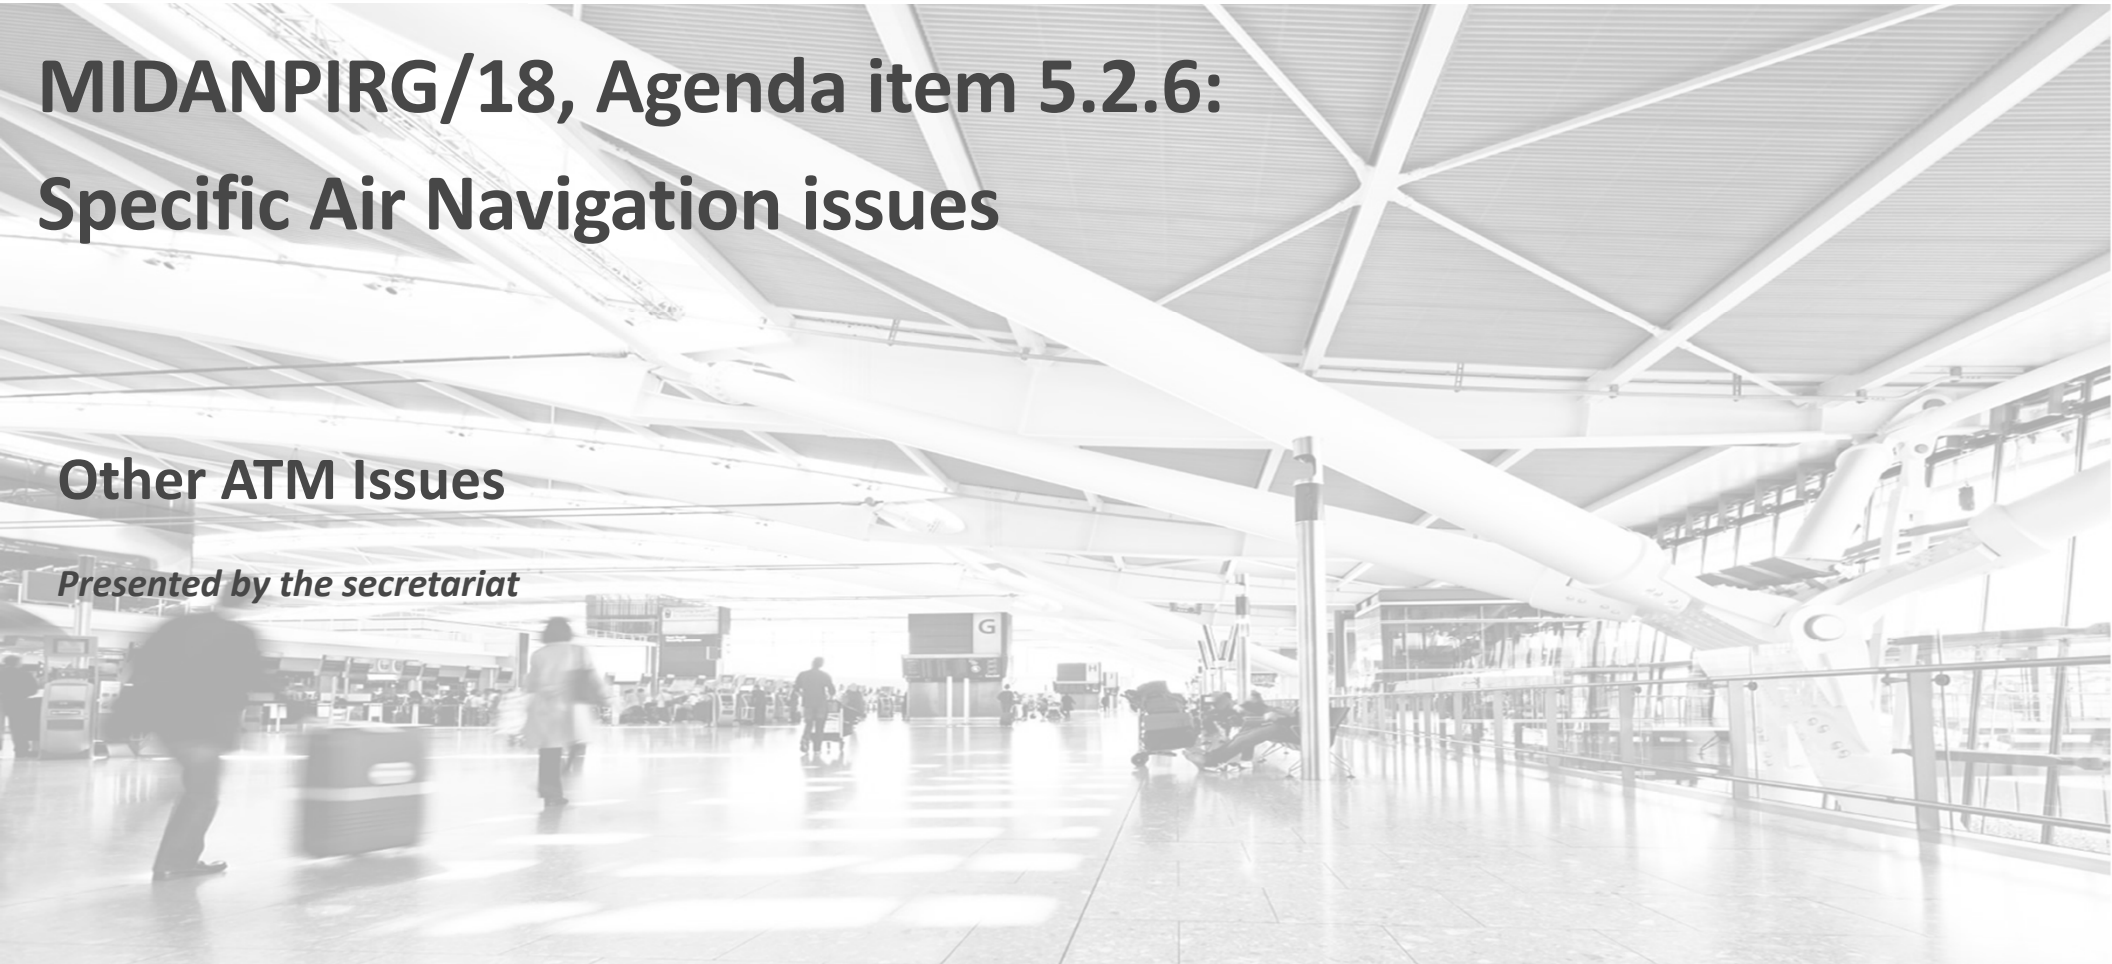 MIDANPIRG/18, Agenda item 5.2.6:
Specific Air Navigation issues
Other ATM Issues
Presented by the secretariat
G